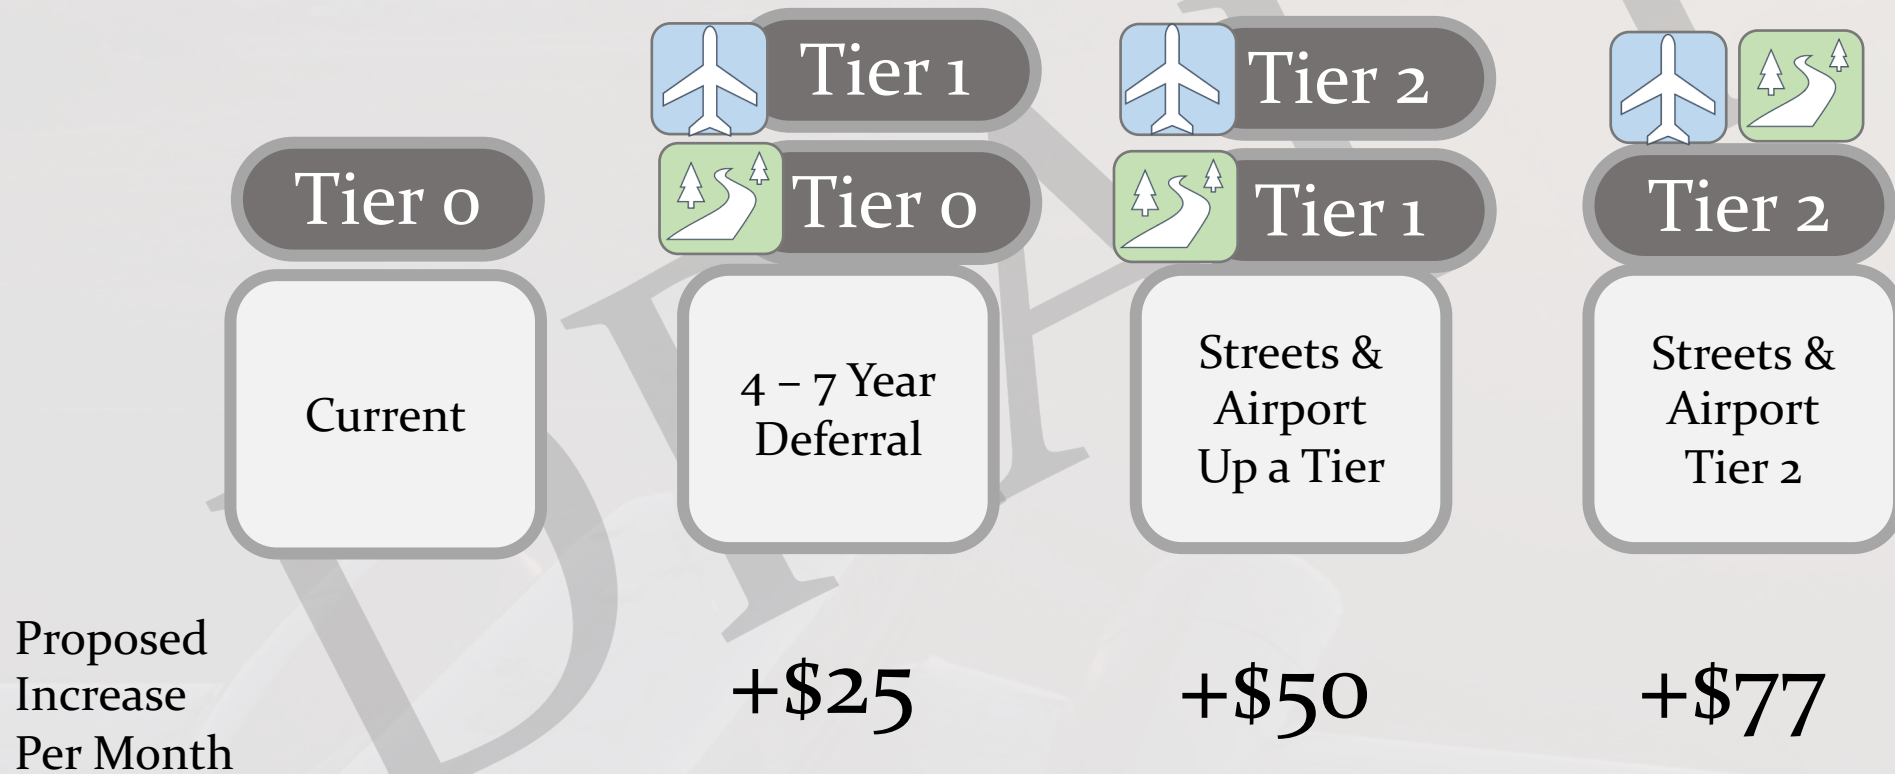 Tier 0
Current
Tier 1
Tier 0
4 – 7 Year
Deferral
Tier 2
Tier 1
Streets &
Airport
Up a Tier
Tier 2
Streets &
Airport
Tier 2
Proposed
Increase
Per Month
+$25
+$50
+$77